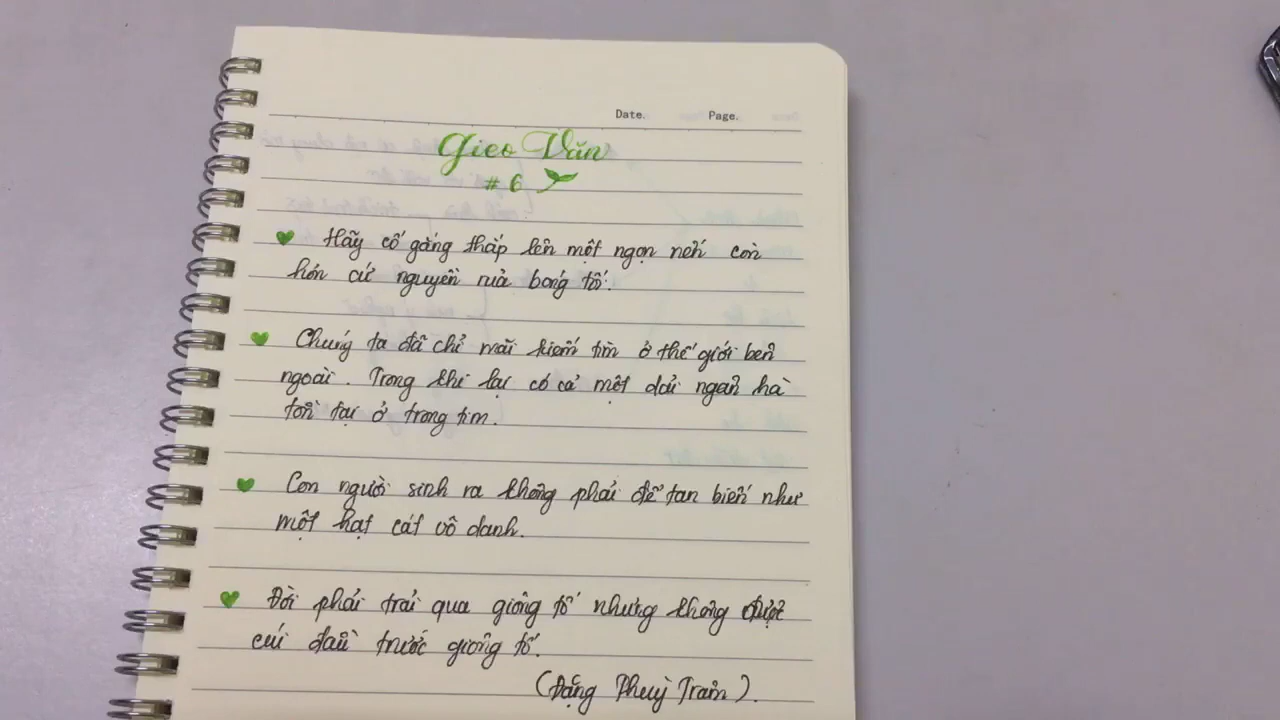 Date. Page.
Gieo Văn
# 6
Hãy cố gắng thắp lên một ngọn nến còn
hơn cứ nguyền rủa bóng tối.
Chúng ta đã chỉ mãi kiếm tìm ở thế giới bên
ngoài. Trong khi lại có cả một dải ngân hà
tồn tại ở trong tim.
Con người sinh ra không phải để tan biến như
một hạt cát vô danh.
Đời phải trải qua giông tố nhưng không được
cúi đầu trước giông tố.
(Đặng Thuỳ Trâm).